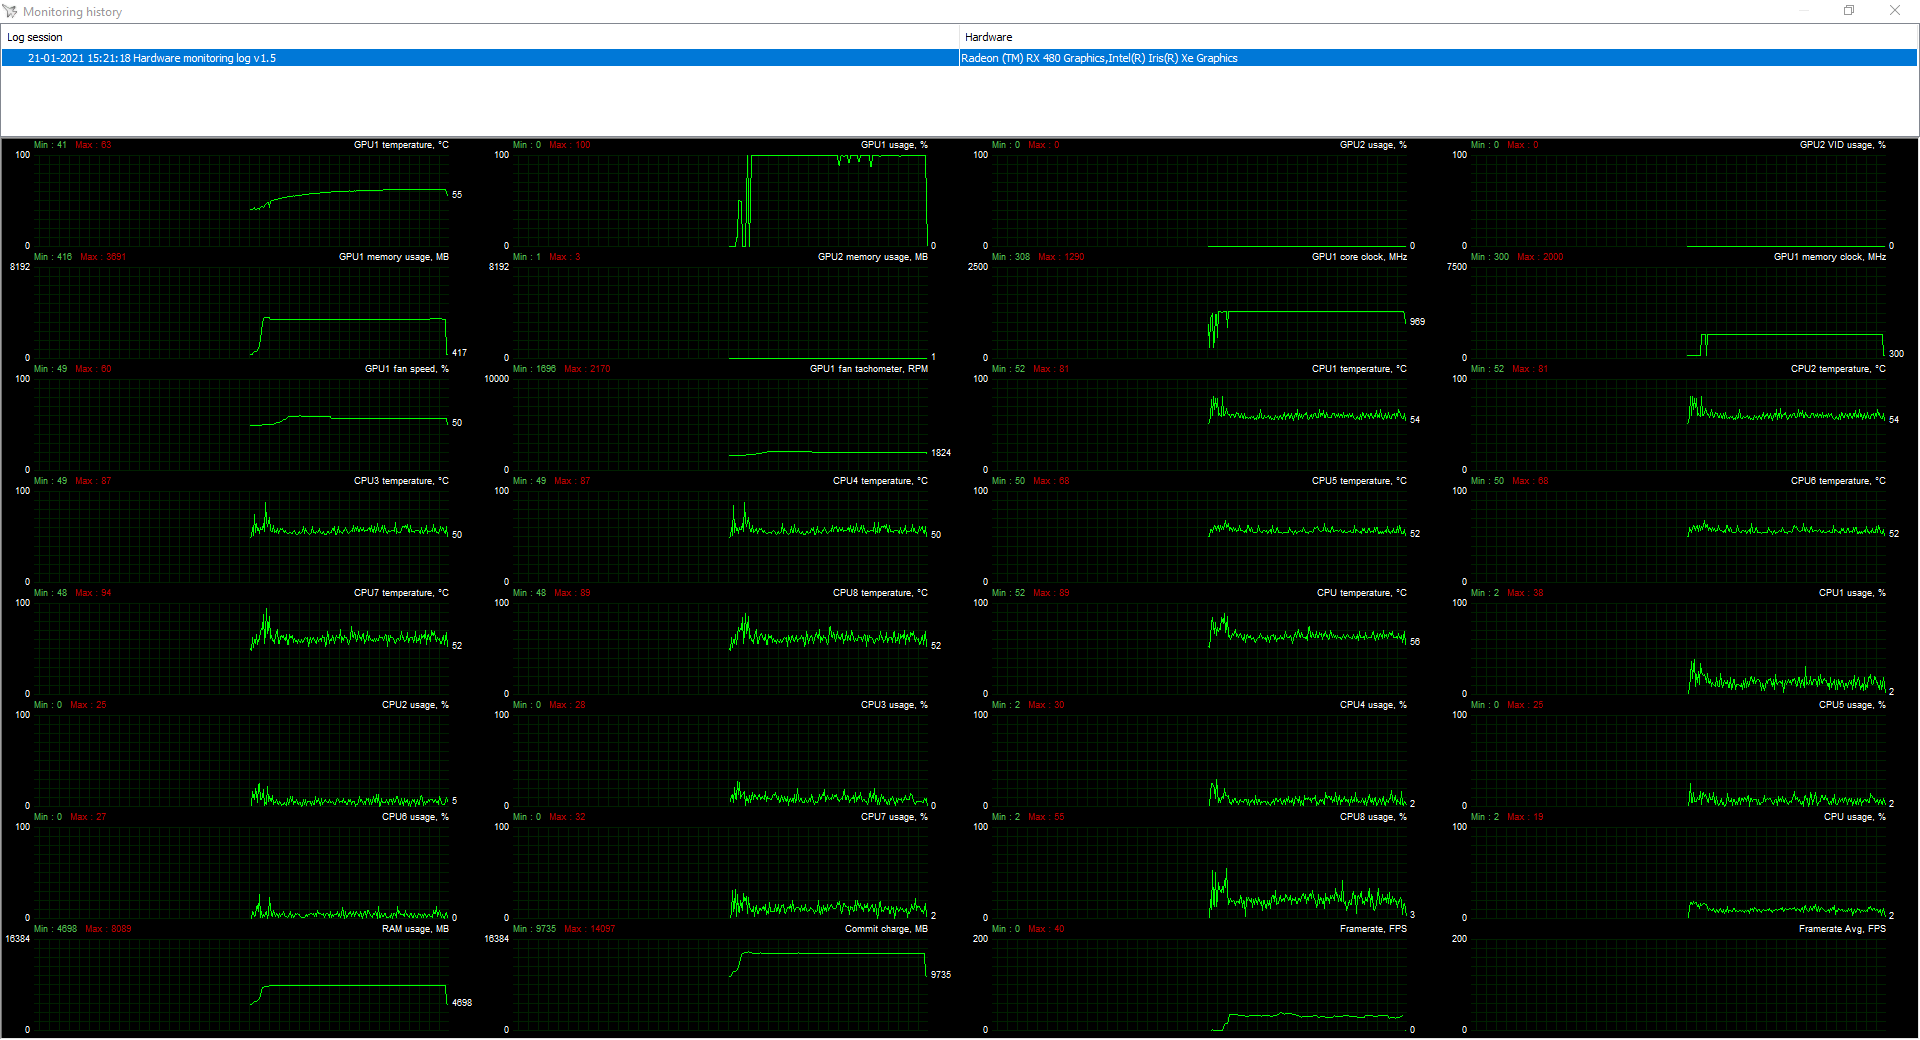 Monitoring history
Log session Hardware
21-01-2021 15:21:18 Hardware monitoring log v1.5 Radeon (TM) RX 480 Graphics,Intel(R) Iris(R) Xe Graphics
Min : 41 Max : 63 GPU1 temperature, °C
100
55
0
Min : 0 Max : 100 GPU1 usage, %
100
0
0
Min : 0 Max : 0 GPU2 usage, %
100
0
0
Min : 0 Max : 0 GPU2 VID usage, %
100
0
0
Min : 416 Max : 3691 GPU1 memory usage, MB
8192
417
0
Min : 1 Max : 3 GPU2 memory usage, MB
8192
1
0
Min : 308 Max : 1290 GPU1 core clock, MHz
2500
969
0
Min : 300 Max : 2000 GPU1 memory clock, MHz
7500
300
0
Min : 49 Max : 60 GPU1 fan speed, %
100
50
0
Min : 1696 Max : 2170 GPU1 fan tachometer, RPM
10000
1824
0
Min : 52 Max : 81 CPU1 temperature, °C
100
54
0
Min : 52 Max : 81 CPU2 temperature, °C
100
54
0
Min : 49 Max : 87 CPU3 temperature, °C
100
50
0
Min : 49 Max : 87 CPU4 temperature, °C
100
50
0
Min : 50 Max : 68 CPU5 temperature, °C
100
52
0
Min : 50 Max : 68 CPU6 temperature, °C
100
52
0
Min : 48 Max : 94 CPU7 temperature, °C
100
52
0
Min : 48 Max : 89 CPU8 temperature, °C
100
52
0
Min : 52 Max : 89 CPU temperature, °C
100
56
0
Min : 2 Max : 38 CPU1 usage, %
100
2
0
Min : 0 Max : 25 CPU2 usage, %
100
5
0
Min : 0 Max : 28 CPU3 usage, %
100
0
0
Min : 2 Max : 30 CPU4 usage, %
100
2
0
Min : 0 Max : 25 CPU5 usage, %
100
2
0
Min : 0 Max : 27 CPU6 usage, %
100
0
0
Min : 0 Max : 32 CPU7 usage, %
100
2
0
Min : 2 Max : 56 CPU8 usage, %
100
3
0
Min : 2 Max : 19 CPU usage, %
100
2
0
Min : 4698 Max : 8089 RAM usage, MB
16384
4698
0
Min : 9735 Max : 14097 Commit charge, MB
16384
9735
0
Min : 0 Max : 40 Framerate, FPS
200
0
0
Framerate Avg, FPS
200
0